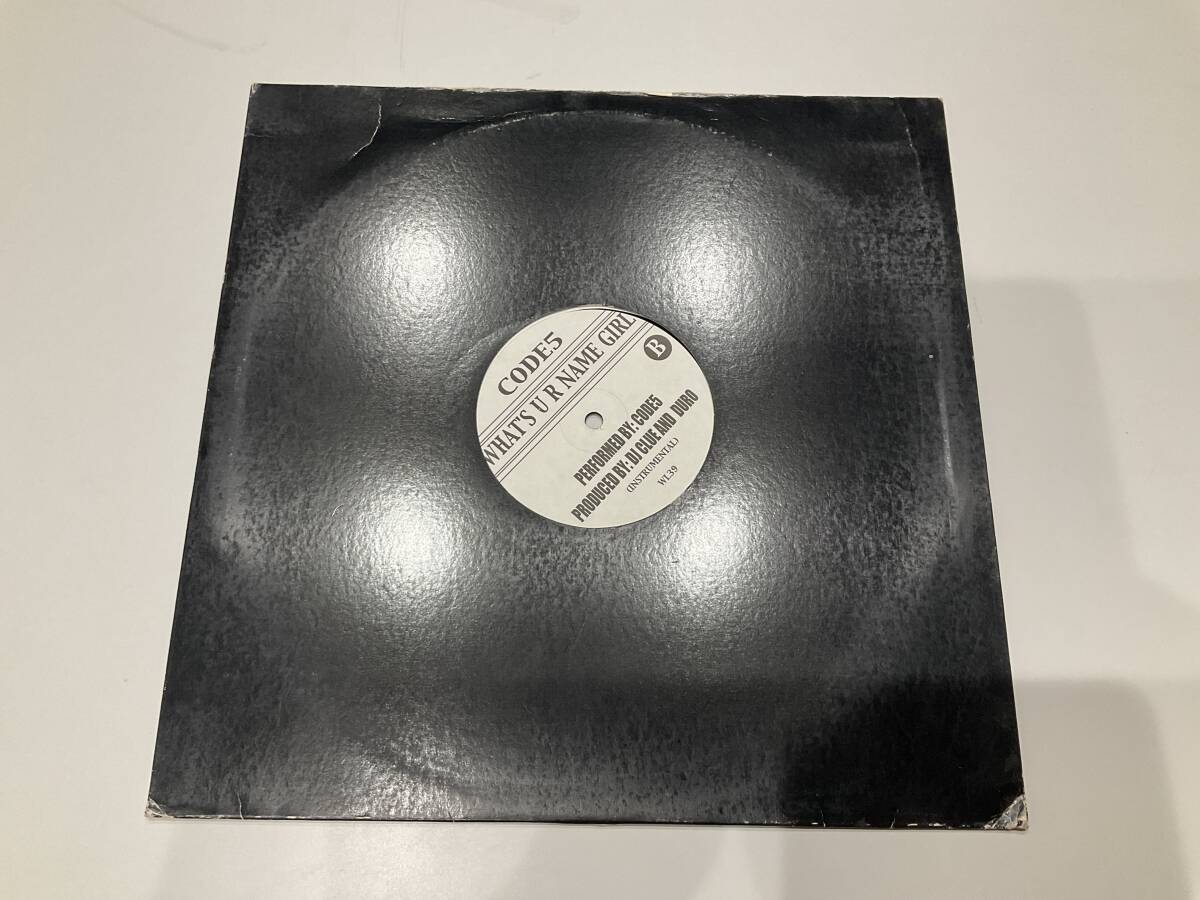 CODE5
WHAT'S U R NAME GIRL
B
PERFORMED BY: CODE5
PRODUCED BY: DJ CLUE AND DURO
(INSTRUMENTAL)
WL39